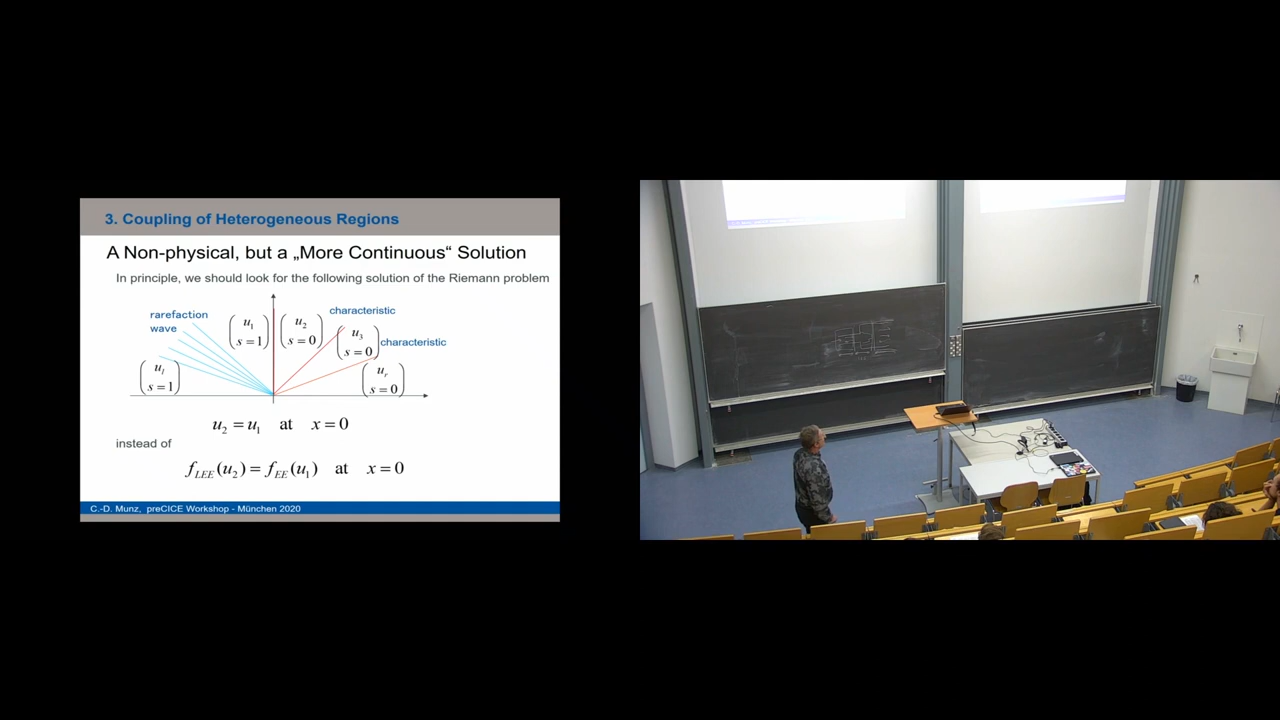 3. Coupling of Heterogeneous Regions
A Non-physical, but a „More Continuous“ Solution
In principle, we should look for the following solution of the Riemann problem
rarefaction
wave
characteristic
characteristic
u_l
s = 1
u_1
s = 1
u_2
s = 0
u_3
s = 0
u_r
s = 0
u_2 = u_1 at x = 0
instead of
f_LEE(u_2) = f_EE(u_1) at x = 0
C.-D. Munz, preCICE Workshop - München 2020